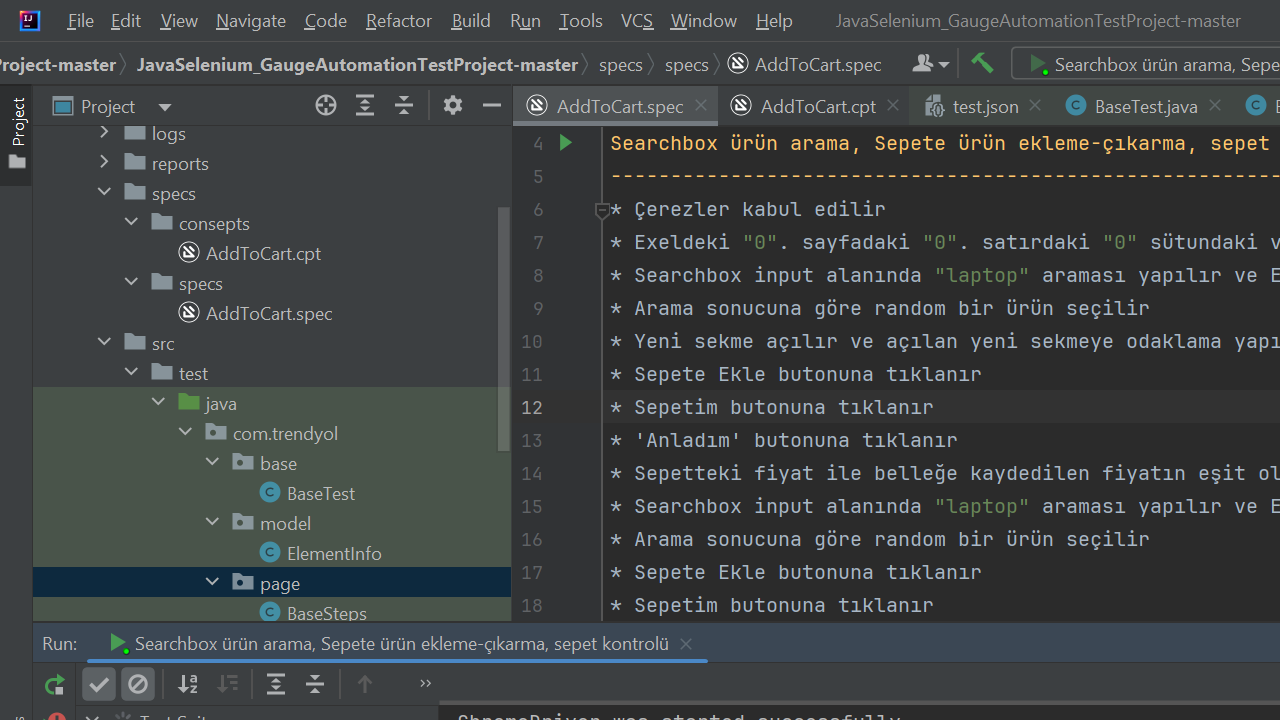 File Edit View Navigate Code Refactor Build Run Tools VCS Window Help JavaSelenium_GaugeAutomationTestProject-master
Project-master JavaSelenium_GaugeAutomationTestProject-master specs specs AddToCart.spec Searchbox ürün arama, Sepe
Project
Project
AddToCart.spec AddToCart.cpt test.json BaseTest.java
logs
reports
specs
consepts
AddToCart.cpt
specs
AddToCart.spec
src
test
java
com.trendyol
base
BaseTest
model
ElementInfo
page
BaseSteps
4 Searchbox ürün arama, Sepete ürün ekleme-çıkarma, sepet
5 --------------------------------------------------------
6 * Çerezler kabul edilir
7 * Exeldeki "0". sayfadaki "0". satırdaki "0" sütundaki v
8 * Searchbox input alanında "laptop" araması yapılır ve E
9 * Arama sonucuna göre random bir ürün seçilir
10 * Yeni sekme açılır ve açılan yeni sekmeye odaklama yapı
11 * Sepete Ekle butonuna tıklanır
12 * Sepetim butonuna tıklanır
13 * 'Anladım' butonuna tıklanır
14 * Sepetteki fiyat ile belleğe kaydedilen fiyatın eşit ol
15 * Searchbox input alanında "laptop" araması yapılır ve E
16 * Arama sonucuna göre random bir ürün seçilir
17 * Sepete Ekle butonuna tıklanır
18 * Sepetim butonuna tıklanır
Run: Searchbox ürün arama, Sepete ürün ekleme-çıkarma, sepet kontrolü
ChromeDriver was started successfully